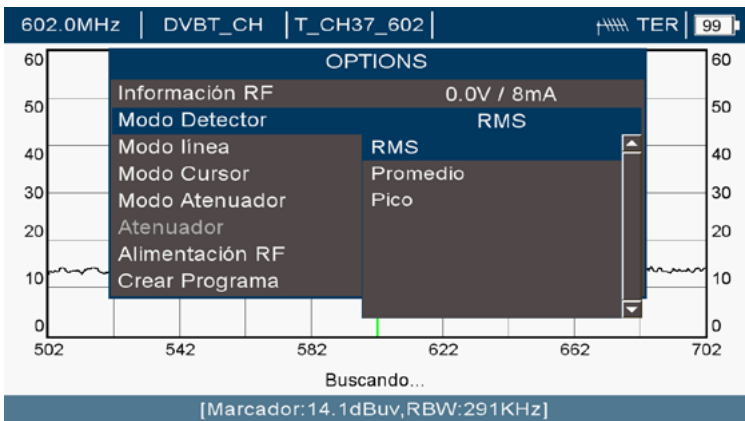 602.0MHz DVBT_CH T_CH37_602 TER 99
OPTIONS
Información RF 0.0V / 8mA
Modo Detector RMS
Modo línea RMS
Modo Cursor Promedio
Modo Atenuador Pico
Atenuador
Alimentación RF
Crear Programa
60 60
50 50
40 40
30 30
20 20
10 10
0 0
502 542 582 622 662 702
Buscando...
[Marcador:14.1dBuv,RBW:291KHz]